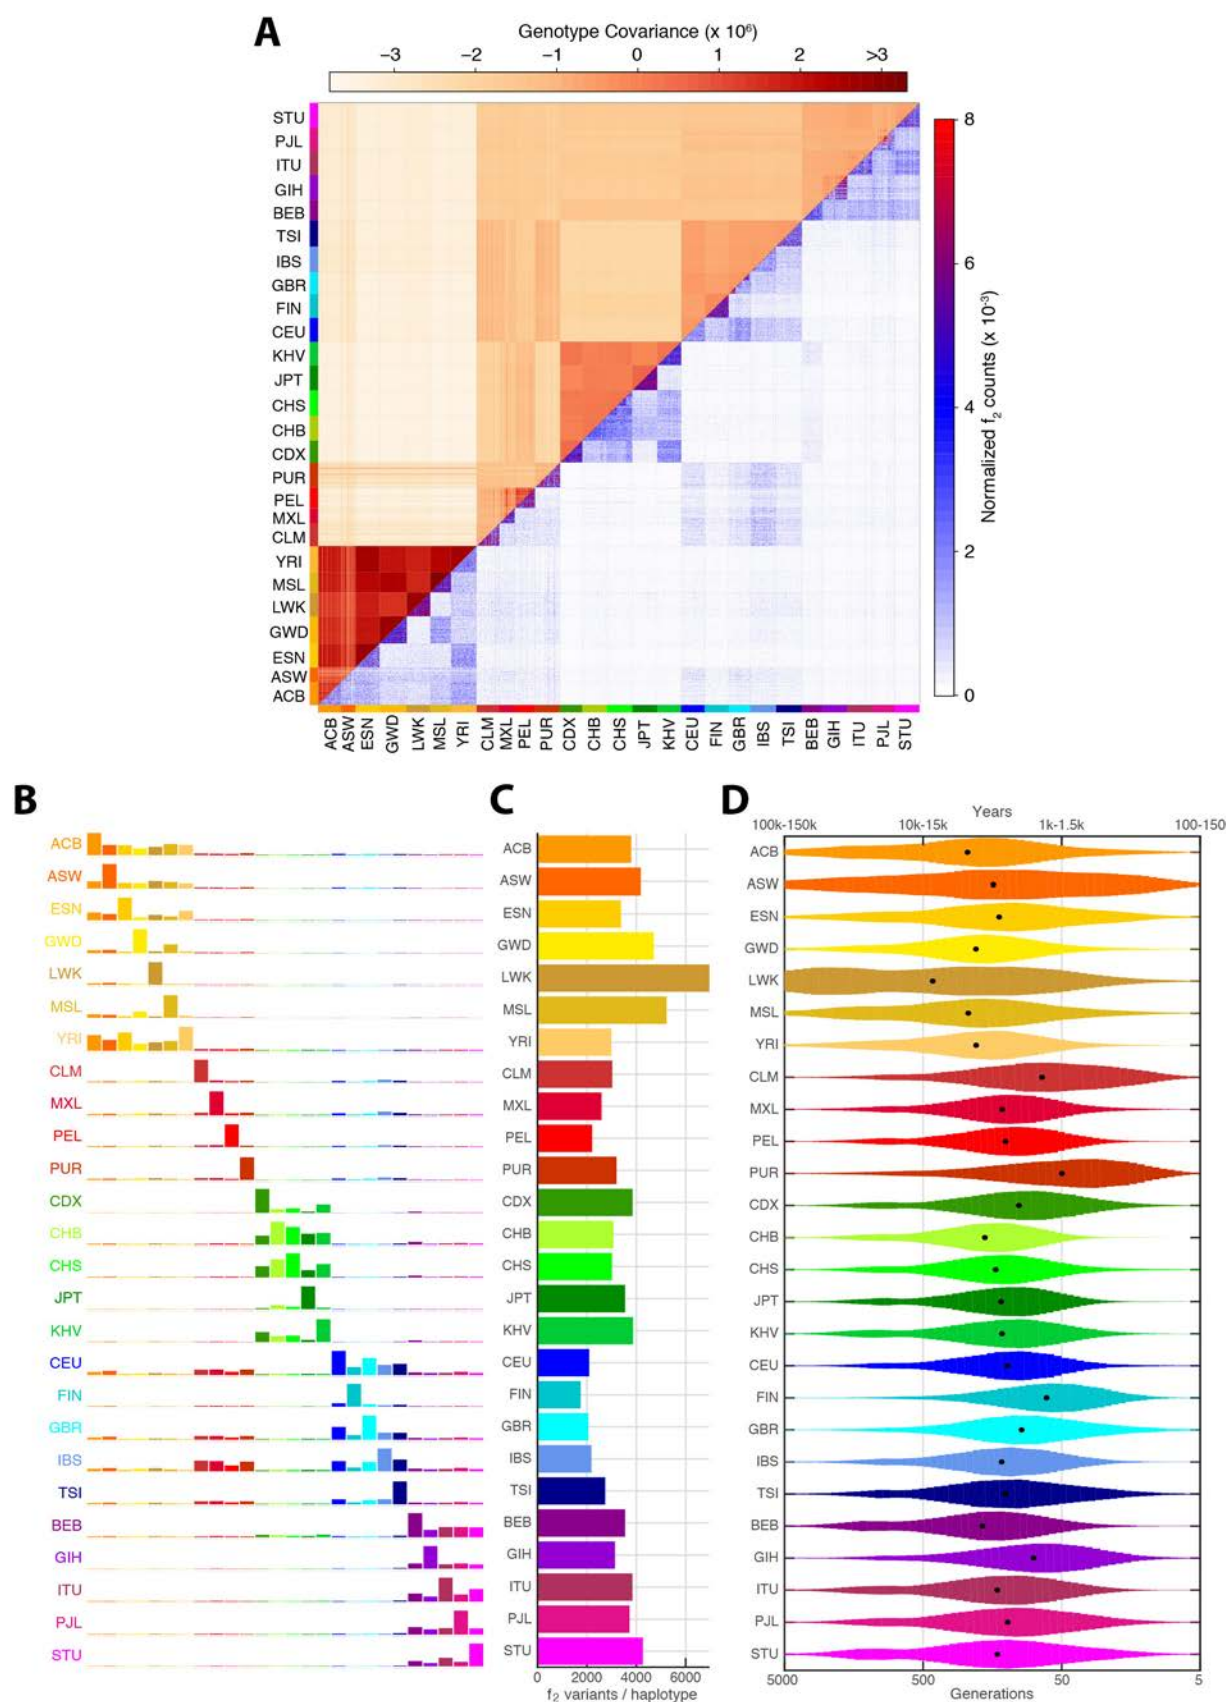 A
Genotype Covariance (x 10⁶)
−3 −2 −1 0 1 2 >3
STU
PJL
ITU
GIH
BEB
TSI
IBS
GBR
FIN
CEU
KHV
JPT
CHS
CHB
CDX
PUR
PEL
MXL
CLM
YRI
MSL
LWK
GWD
ESN
ASW
ACB
ACB ASW ESN GWD LWK MSL YRI CLM MXL PEL PUR CDX CHB CHS JPT KHV CEU FIN GBR IBS TSI BEB GIH ITU PJL STU
8
6
4
2
0
Normalized f₂ counts (x 10⁻³)
B
ACB
ASW
ESN
GWD
LWK
MSL
YRI
CLM
MXL
PEL
PUR
CDX
CHB
CHS
JPT
KHV
CEU
FIN
GBR
IBS
TSI
BEB
GIH
ITU
PJL
STU
C
ACB
ASW
ESN
GWD
LWK
MSL
YRI
CLM
MXL
PEL
PUR
CDX
CHB
CHS
JPT
KHV
CEU
FIN
GBR
IBS
TSI
BEB
GIH
ITU
PJL
STU
0 2000 4000 6000
f₂ variants / haplotype
D
Years
100k-150k 10k-15k 1k-1.5k 100-150
ACB
ASW
ESN
GWD
LWK
MSL
YRI
CLM
MXL
PEL
PUR
CDX
CHB
CHS
JPT
KHV
CEU
FIN
GBR
IBS
TSI
BEB
GIH
ITU
PJL
STU
5000 500 50 5
Generations